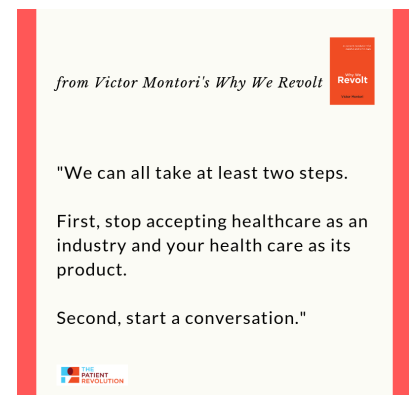 from Victor Montori's Why We Revolt
Why We
Revolt
"We can all take at least two steps.
First, stop accepting healthcare as an
industry and your health care as its
product.
Second, start a conversation."
THE
PATIENT
REVOLUTION